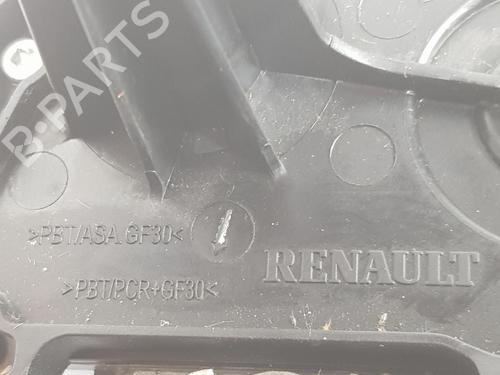 B-PARTS
>PBT/ASA GF30<
RENAULT
>PBT/PCR+GF30<